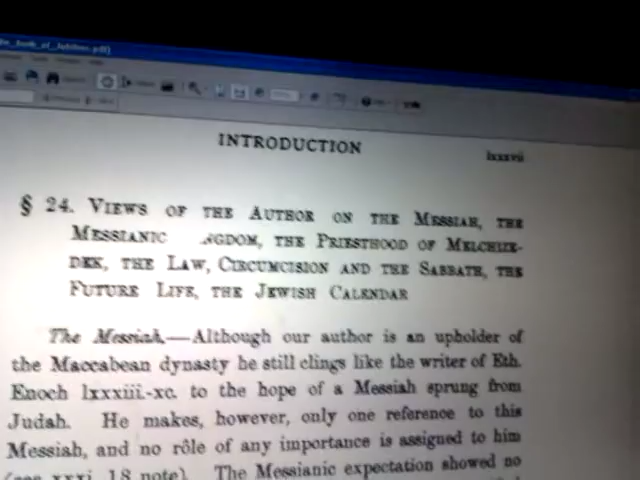 INTRODUCTION lxxxvii
§ 24. VIEWS OF THE AUTHOR ON THE MESSIAH, THE
MESSIANIC NGDOM, THE PRIESTHOOD OF MELCHIZE-
DEK, THE LAW, CIRCUMCISION AND THE SABBATH, THE
FUTURE LIFE, THE JEWISH CALENDAR
The Messiah.—Although our author is an upholder of
the Maccabean dynasty he still clings like the writer of Eth.
Enoch lxxxiii.-xc. to the hope of a Messiah sprung from
Judah. He makes, however, only one reference to this
Messiah, and no rôle of any importance is assigned to him
(see xxxi. 18 note). The Messianic expectation showed no